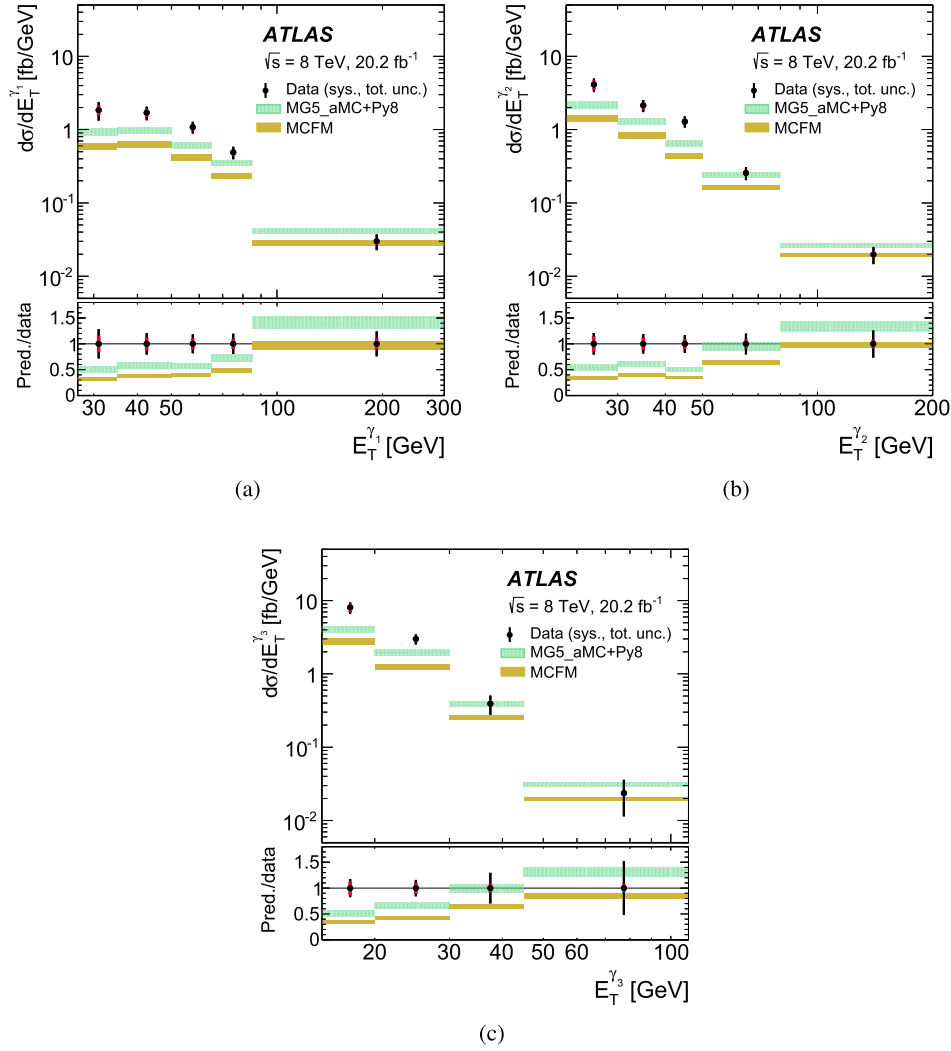 dσ/dE_T^γ₁ [fb/GeV]
10
1
10⁻¹
10⁻²
ATLAS
√s = 8 TeV, 20.2 fb⁻¹
Data (sys., tot. unc.)
MG5_aMC+Py8
MCFM
Pred./data
1.5
1
0.5
0
30 40 50 100 200 300
E_T^γ₁ [GeV]
(a)
dσ/dE_T^γ₂ [fb/GeV]
10
1
10⁻¹
10⁻²
ATLAS
√s = 8 TeV, 20.2 fb⁻¹
Data (sys., tot. unc.)
MG5_aMC+Py8
MCFM
Pred./data
1.5
1
0.5
0
30 40 50 100 200
E_T^γ₂ [GeV]
(b)
dσ/dE_T^γ₃ [fb/GeV]
10
1
10⁻¹
10⁻²
ATLAS
√s = 8 TeV, 20.2 fb⁻¹
Data (sys., tot. unc.)
MG5_aMC+Py8
MCFM
Pred./data
1.5
1
0.5
0
20 30 40 50 60 100
E_T^γ₃ [GeV]
(c)